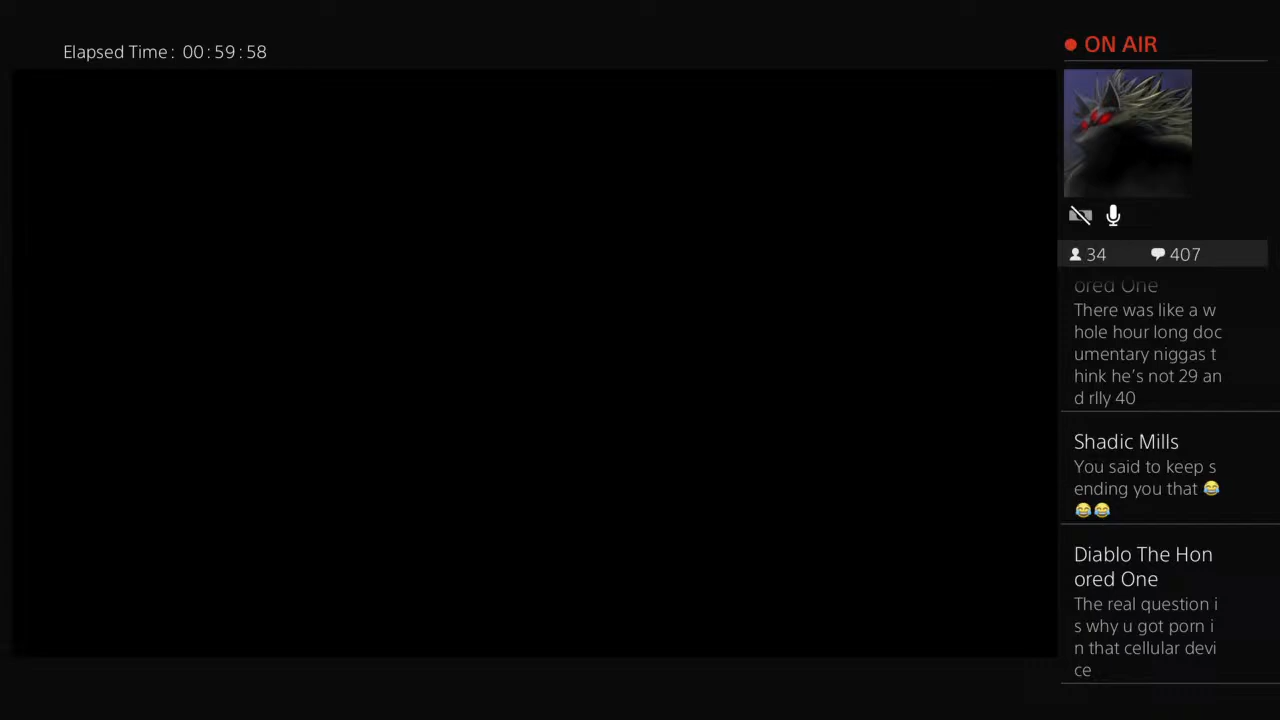 Elapsed Time: 00:59:58
ON AIR
34 407
ored One
There was like a w
hole hour long doc
umentary niggas t
hink he's not 29 an
d rlly 40
Shadic Mills
You said to keep s
ending you that 😂
😂😂
Diablo The Hon
ored One
The real question i
s why u got porn i
n that cellular devi
ce